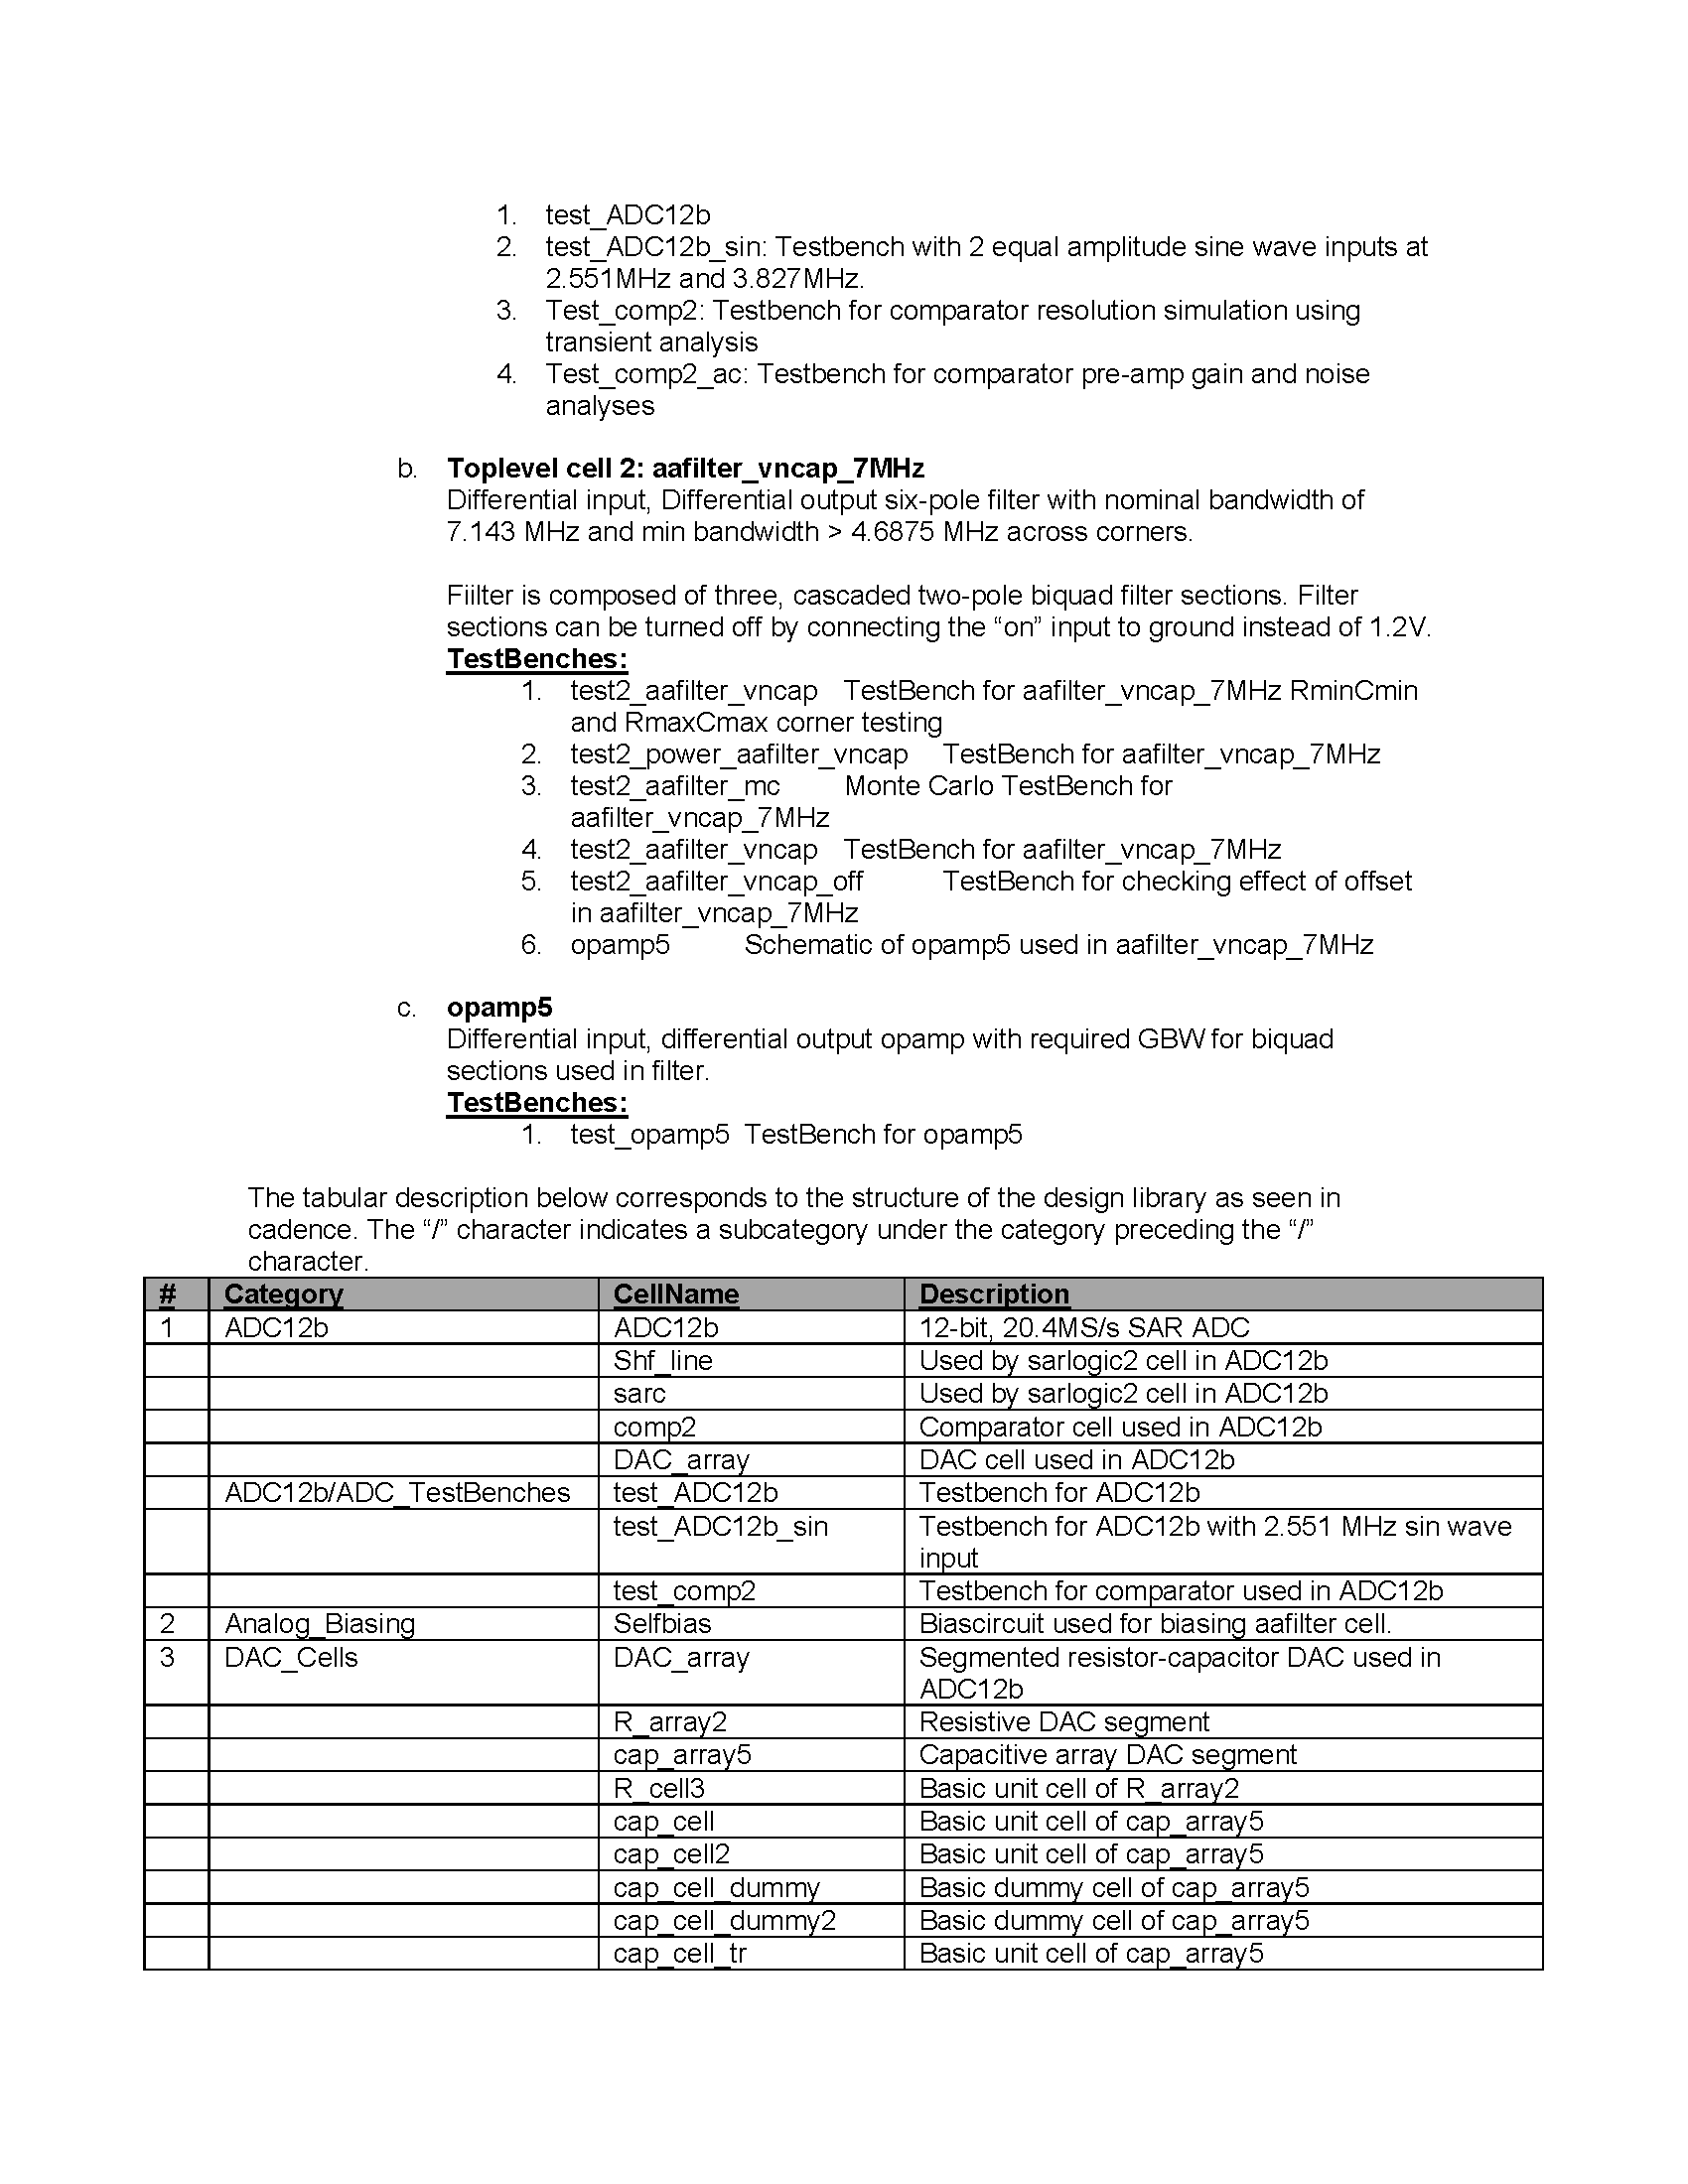 1. test_ADC12b
2. test_ADC12b_sin: Testbench with 2 equal amplitude sine wave inputs at
2.551MHz and 3.827MHz.
3. Test_comp2: Testbench for comparator resolution simulation using
transient analysis
4. Test_comp2_ac: Testbench for comparator pre-amp gain and noise
analyses
b. Toplevel cell 2: aafilter_vncap_7MHz
Differential input, Differential output six-pole filter with nominal bandwidth of
7.143 MHz and min bandwidth > 4.6875 MHz across corners.
Fiilter is composed of three, cascaded two-pole biquad filter sections. Filter
sections can be turned off by connecting the “on” input to ground instead of 1.2V.
TestBenches:
1. test2_aafilter_vncap TestBench for aafilter_vncap_7MHz RminCmin
and RmaxCmax corner testing
2. test2_power_aafilter_vncap TestBench for aafilter_vncap_7MHz
3. test2_aafilter_mc Monte Carlo TestBench for
aafilter_vncap_7MHz
4. test2_aafilter_vncap TestBench for aafilter_vncap_7MHz
5. test2_aafilter_vncap_off TestBench for checking effect of offset
in aafilter_vncap_7MHz
6. opamp5 Schematic of opamp5 used in aafilter_vncap_7MHz
c. opamp5
Differential input, differential output opamp with required GBW for biquad
sections used in filter.
TestBenches:
1. test_opamp5 TestBench for opamp5
The tabular description below corresponds to the structure of the design library as seen in
cadence. The “/” character indicates a subcategory under the category preceding the “/”
character.
# Category CellName Description
1 ADC12b ADC12b 12-bit, 20.4MS/s SAR ADC
Shf_line Used by sarlogic2 cell in ADC12b
sarc Used by sarlogic2 cell in ADC12b
comp2 Comparator cell used in ADC12b
DAC_array DAC cell used in ADC12b
ADC12b/ADC_TestBenches test_ADC12b Testbench for ADC12b
test_ADC12b_sin Testbench for ADC12b with 2.551 MHz sin wave
input
test_comp2 Testbench for comparator used in ADC12b
2 Analog_Biasing Selfbias Biascircuit used for biasing aafilter cell.
3 DAC_Cells DAC_array Segmented resistor-capacitor DAC used in
ADC12b
R_array2 Resistive DAC segment
cap_array5 Capacitive array DAC segment
R_cell3 Basic unit cell of R_array2
cap_cell Basic unit cell of cap_array5
cap_cell2 Basic unit cell of cap_array5
cap_cell_dummy Basic dummy cell of cap_array5
cap_cell_dummy2 Basic dummy cell of cap_array5
cap_cell_tr Basic unit cell of cap_array5